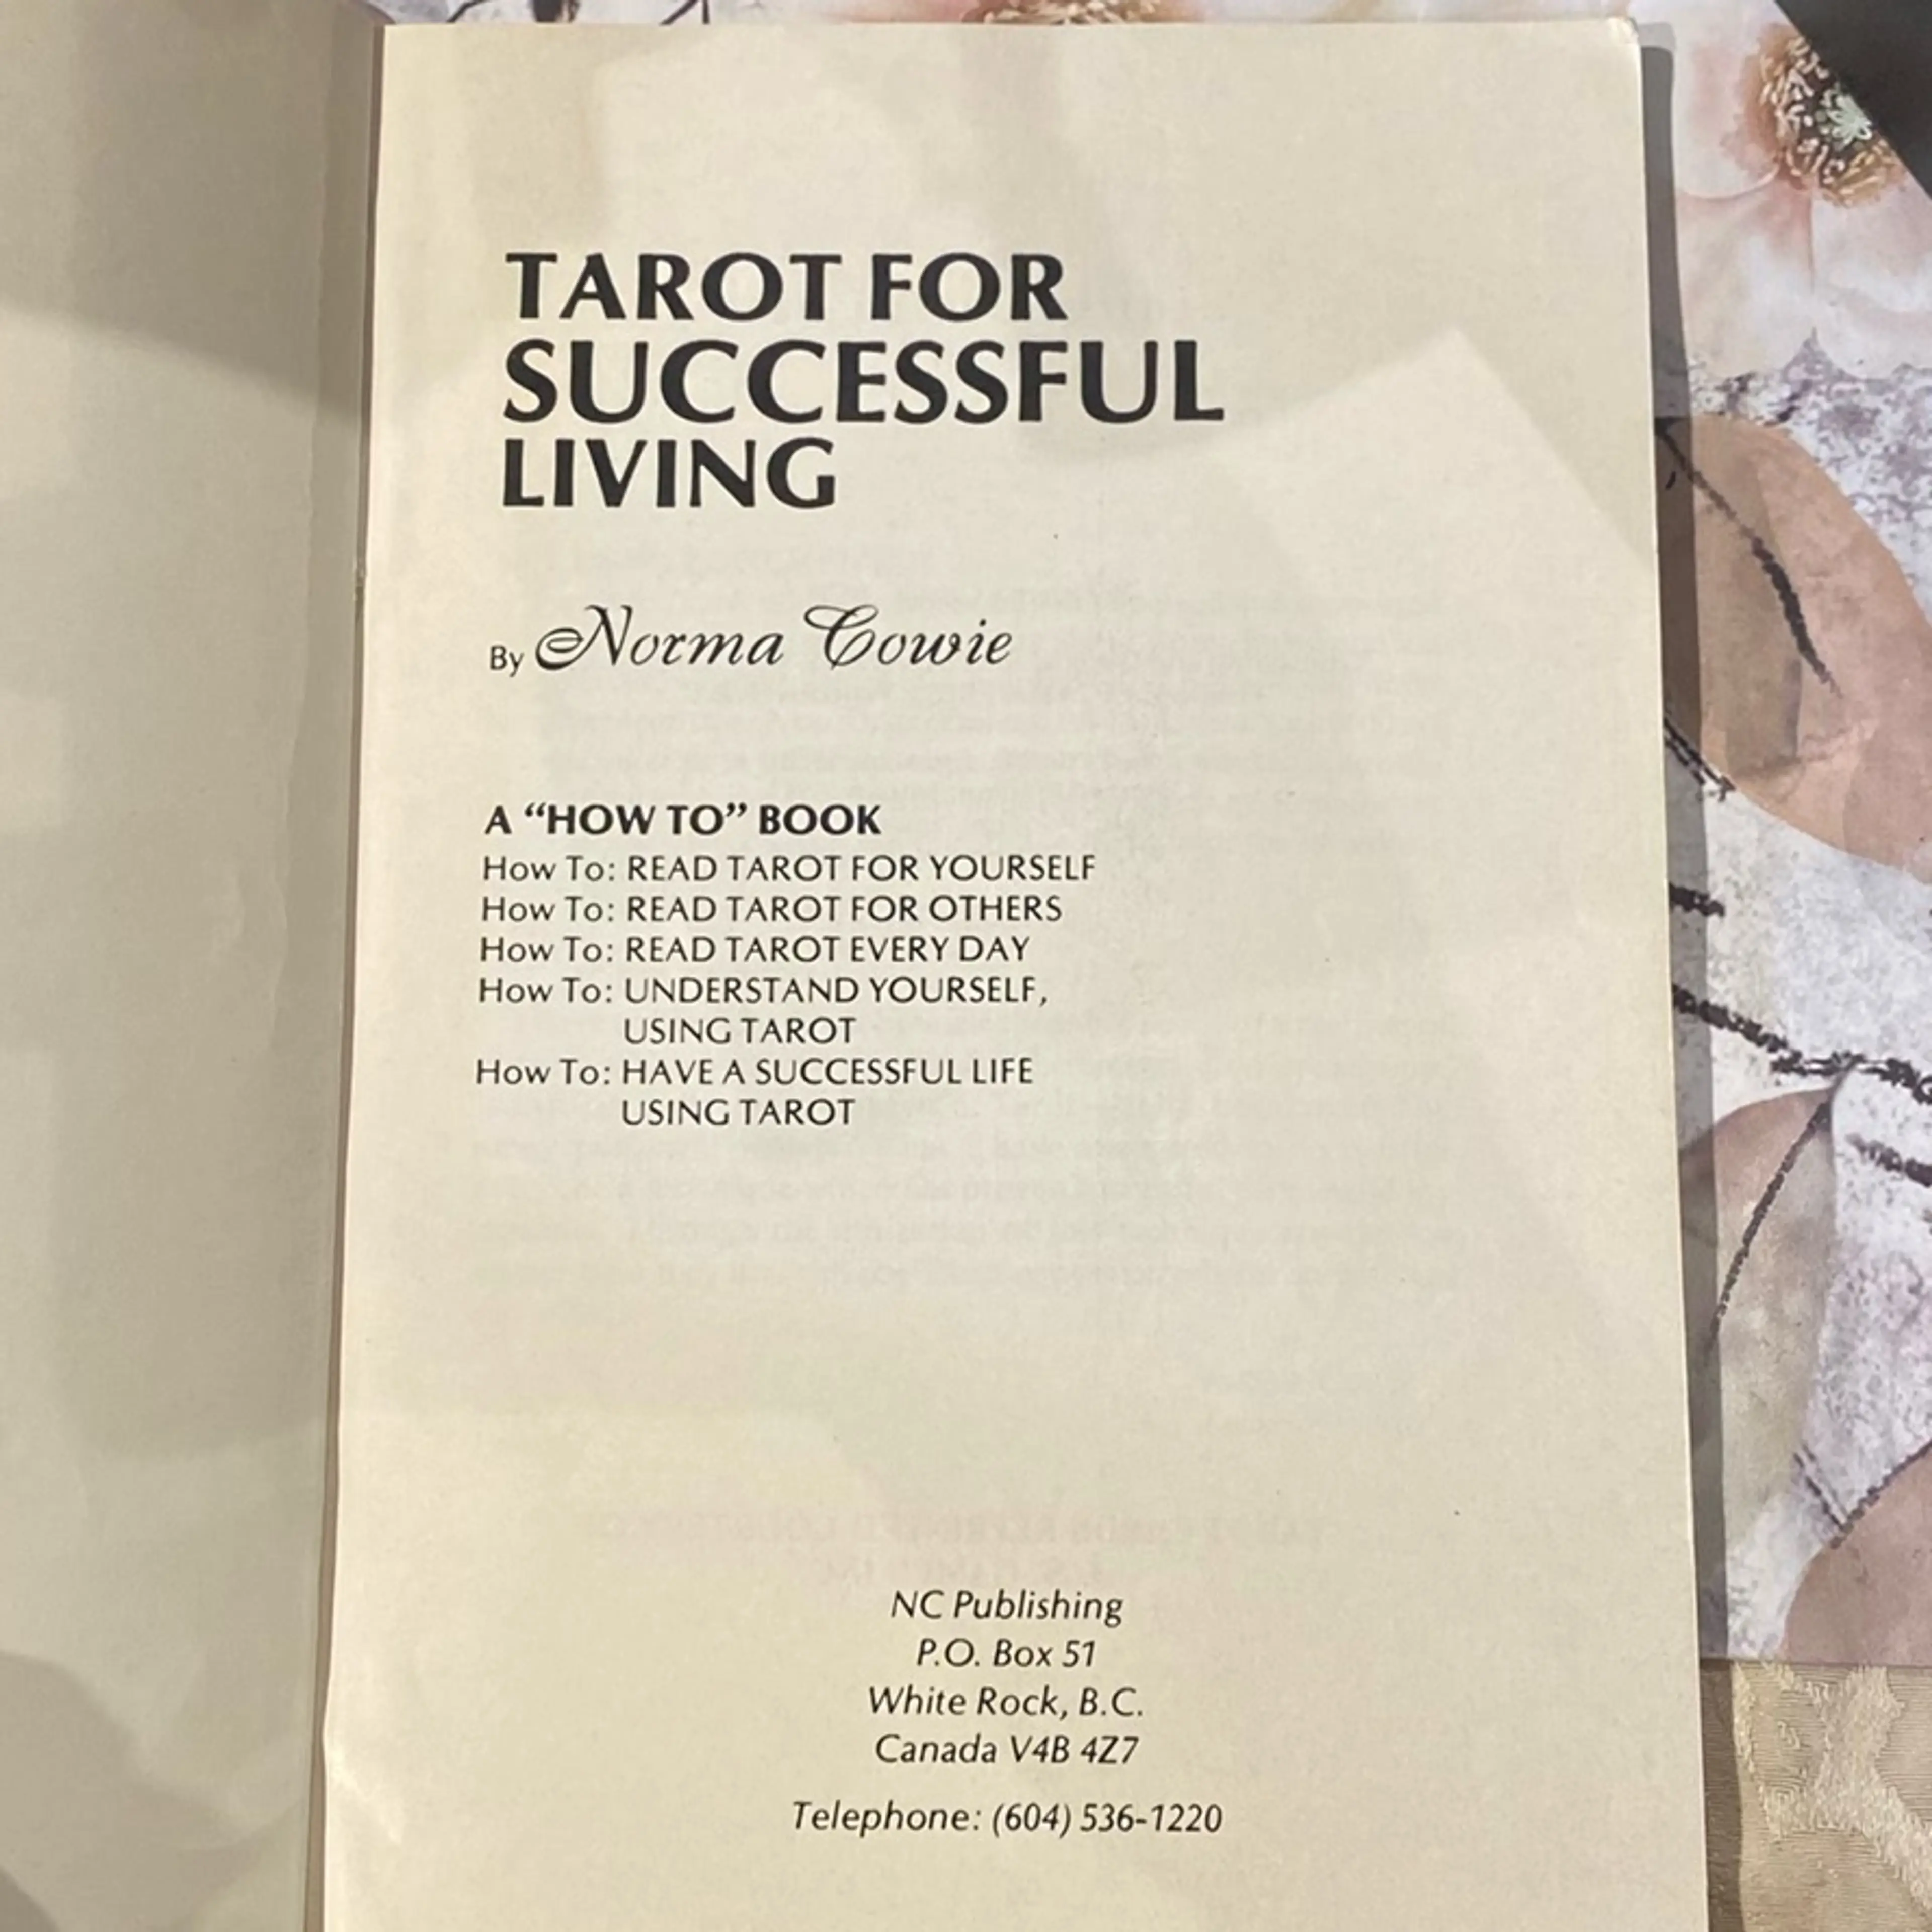 TAROT FOR
SUCCESSFUL
LIVING
By Norma Cowie
A “HOW TO” BOOK
How To: READ TAROT FOR YOURSELF
How To: READ TAROT FOR OTHERS
How To: READ TAROT EVERY DAY
How To: UNDERSTAND YOURSELF,
USING TAROT
How To: HAVE A SUCCESSFUL LIFE
USING TAROT
NC Publishing
P.O. Box 51
White Rock, B.C.
Canada V4B 4Z7
Telephone: (604) 536-1220